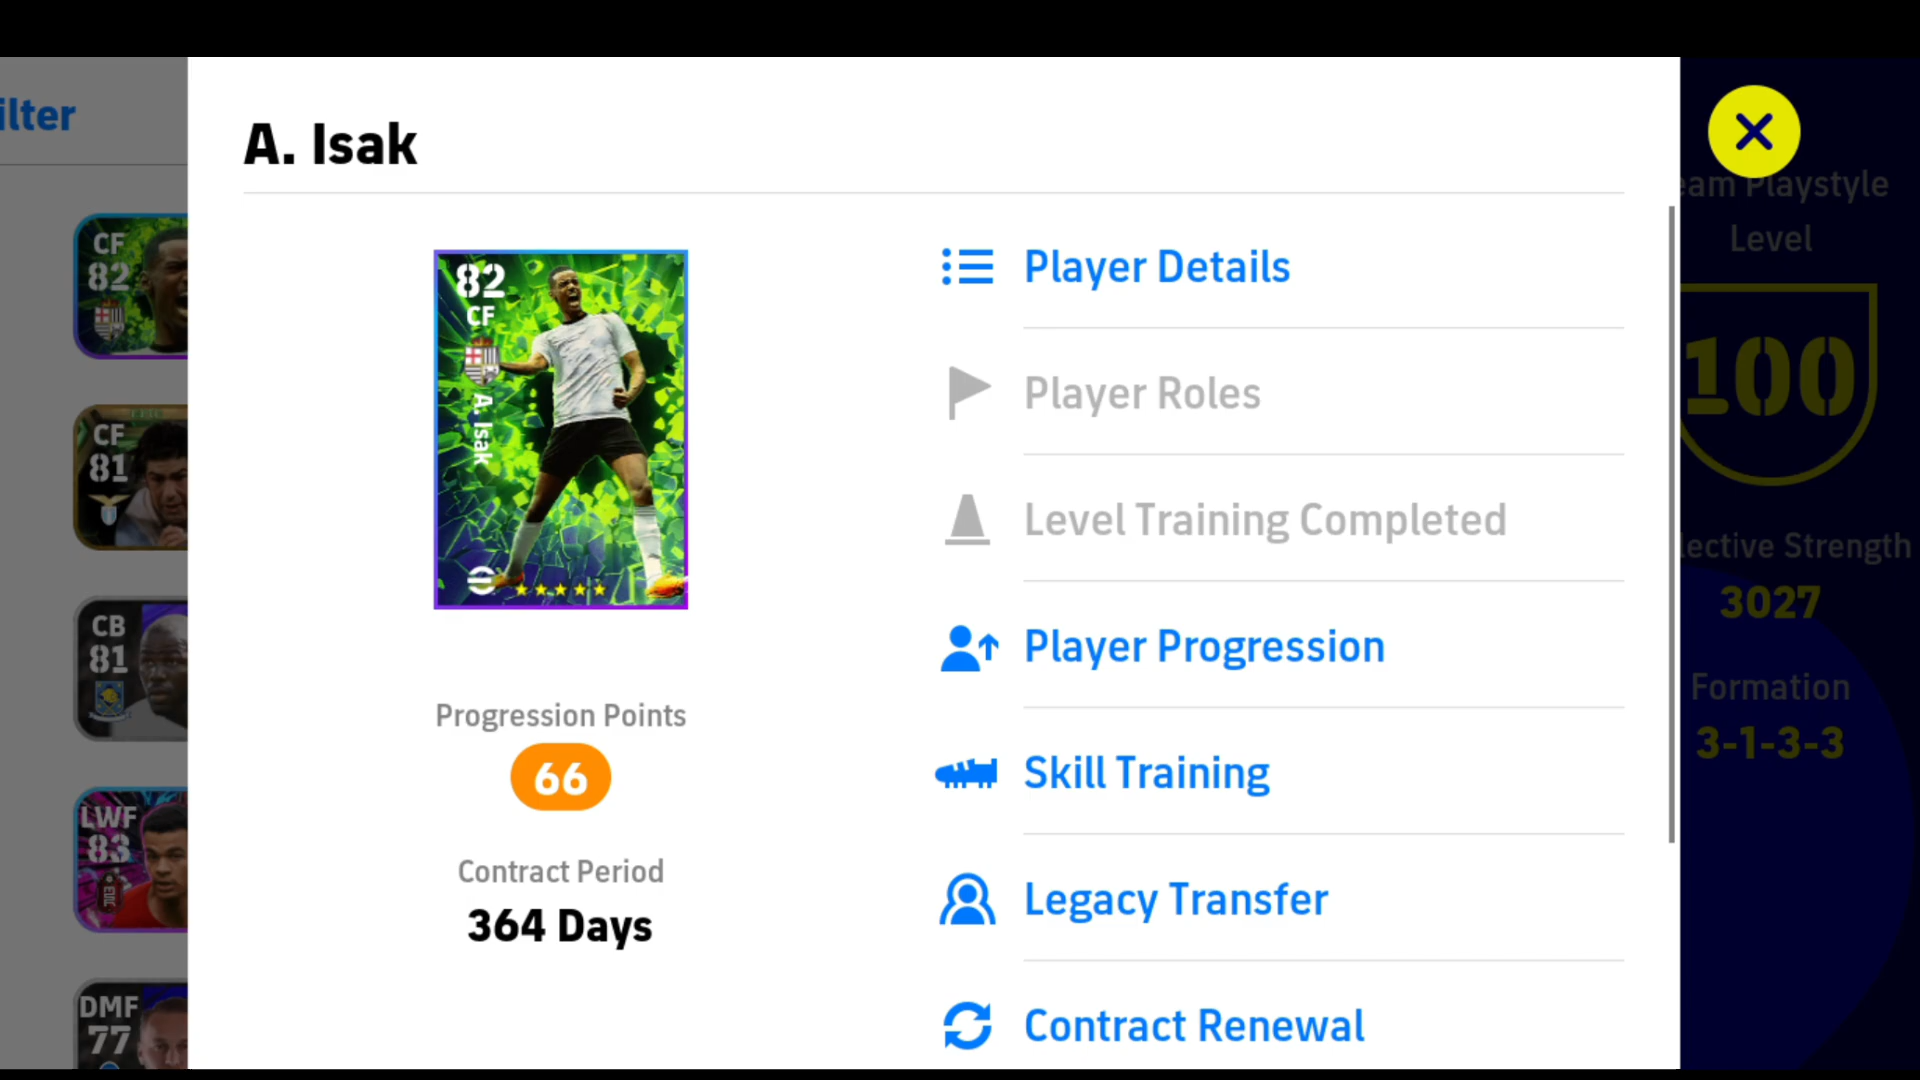 ilter
CF
82
CF
81
CB
81
LWF
83
DMF
77
A. Isak
82
CF
A. Isak
Progression Points
66
Contract Period
364 Days
Player Details
Player Roles
Level Training Completed
Player Progression
Skill Training
Legacy Transfer
Contract Renewal
eam Playstyle
Level
100
lective Strength
3027
Formation
3-1-3-3